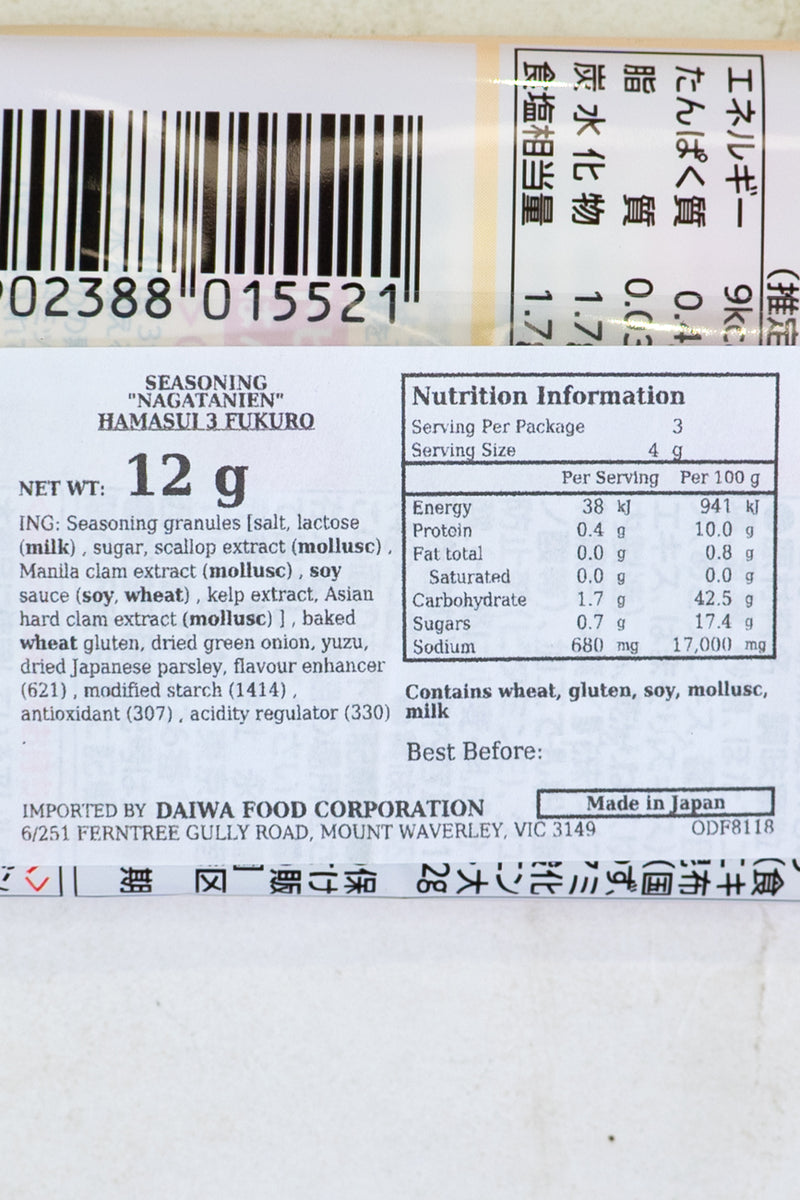 02388 015521
エネルギー 9kc
たんぱく質 0.4
脂質 0.03
炭水化物 1.7
食塩相当量 1.7
(推定
SEASONING
"NAGATANIEN"
HAMASUI 3 FUKURO
NET WT: 12 g
ING: Seasoning granules [salt, lactose
(milk) , sugar, scallop extract (mollusc) ,
Manila clam extract (mollusc) , soy
sauce (soy, wheat) , kelp extract, Asian
hard clam extract (mollusc) ] , baked
wheat gluten, dried green onion, yuzu,
dried Japanese parsley, flavour enhancer
(621) , modified starch (1414) ,
antioxidant (307) , acidity regulator (330)
.
Nutrition Information
Serving Per Package 3
Serving Size 4 g
Per Serving Per 100 g
Energy 38 kJ 941 kJ
Protoin 0.4 g 10.0 g
Fat total 0.0 g 0.8 g
Saturated 0.0 g 0.0 g
Carbohydrate 1.7 g 42.5 g
Sugars 0.7 g 17.4 g
Sodium 680 mg 17,000 mg
Contains wheat, gluten, soy, mollusc,
milk
Best Before:
Made in Japan
IMPORTED BY DAIWA FOOD CORPORATION
6/251 FERNTREE GULLY ROAD, MOUNT WAVERLEY, VIC 3149 ODF8118